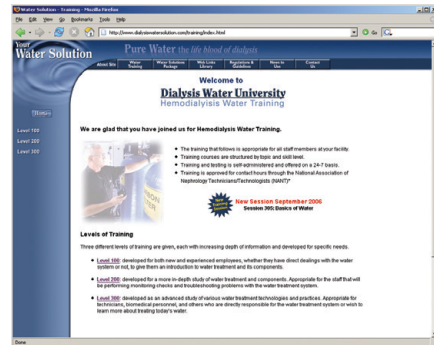 Water Solution - Training - Mozilla Firefox
File Edit View Go Bookmarks Tools Help
http://www.dialysiswatersolution.com/training/index.html
Go
Your
Water Solution
Pure Water the life blood of dialysis
About Site
Water Training
Water Solutions Package
Web Links Library
Regulations & Guidelines
News to Use
Contact Us
Home
Level 100
Level 200
Level 300
Welcome to
Dialysis Water University
Hemodialysis Water Training
We are glad that you have joined us for Hemodialysis Water Training.
• The training that follows is appropriate for all staff members at your facility.
• Training courses are structured by topic and skill level.
• Training and testing is self-administered and offered on a 24-7 basis.
• Training is approved for contact hours through the National Association of
Nephrology Technicians/Technologists (NANT)*
New Session September 2006
Session 305: Basics of Water
Levels of Training
Three different levels of training are given, each with increasing depth of information and developed for specific needs.
• Level 100: developed for both new and experienced employees, whether they have direct dealings with the water
system or not, to give them an introduction to water treatment and its components.
• Level 200: developed for a more in-depth study of water treatment and components. Appropriate for the staff that will
be performing monitoring checks and troubleshooting problems with the water treatment system.
• Level 300: developed as an advanced study of various water treatment technologies and practices. Appropriate for
technicians, biomedical personnel, and others who are directly responsible for the water treatment system or wish to
learn more about treating today's water.
Done